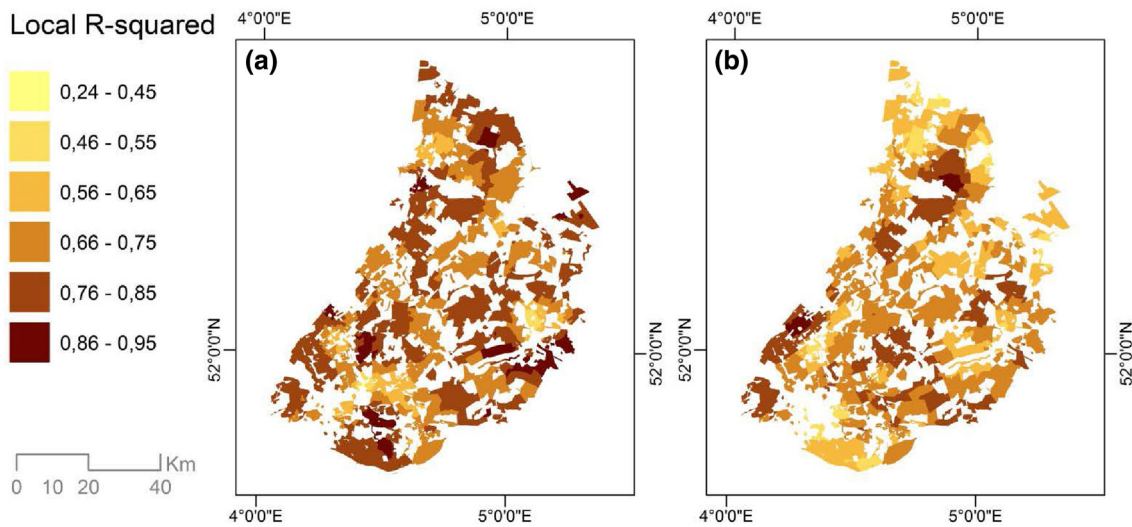 Local R-squared
0,24 - 0,45
0,46 - 0,55
0,56 - 0,65
0,66 - 0,75
0,76 - 0,85
0,86 - 0,95
Km
0 10 20 40
4°0'0"E 5°0'0"E
(a)
52°0'0"N
4°0'0"E 5°0'0"E
4°0'0"E 5°0'0"E
(b)
52°0'0"N
52°0'0"N
4°0'0"E 5°0'0"E